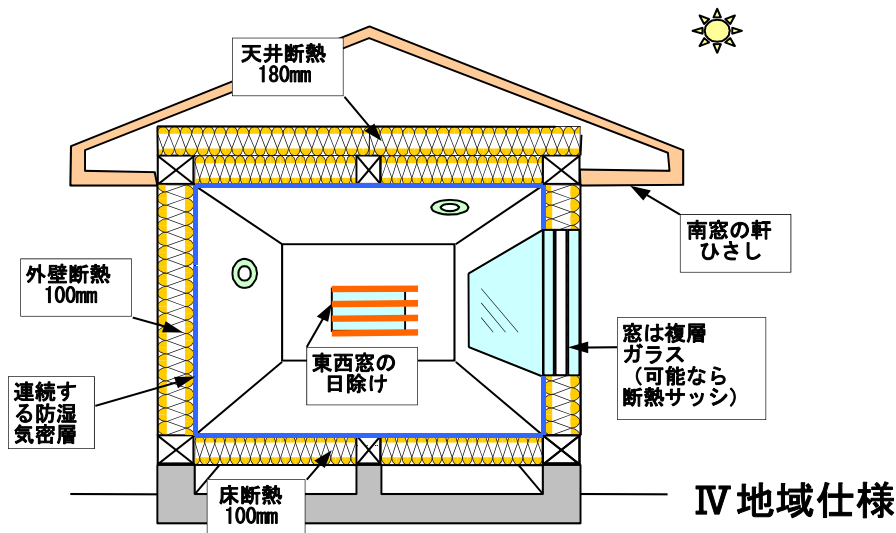 天井断熱
180mm
南窓の軒
ひさし
外壁断熱
100mm
窓は複層
ガラス
(可能なら
断熱サッシ)
東西窓の
日除け
連続す
る防湿
気密層
床断熱
100mm
Ⅳ地域仕様